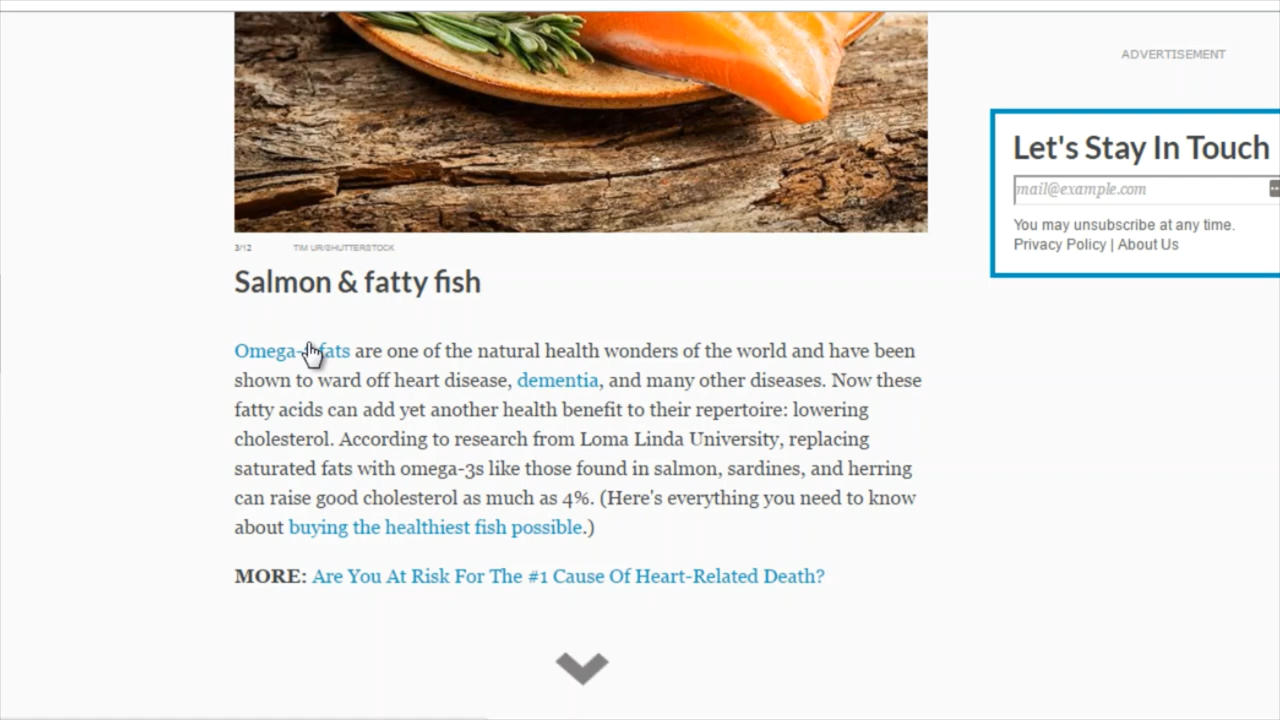 ADVERTISEMENT
Let's Stay In Touch
mail@example.com
You may unsubscribe at any time.
Privacy Policy | About Us
3/12 TIM UR/SHUTTERSTOCK
Salmon & fatty fish
Omega- fats are one of the natural health wonders of the world and have been
shown to ward off heart disease, dementia, and many other diseases. Now these
fatty acids can add yet another health benefit to their repertoire: lowering
cholesterol. According to research from Loma Linda University, replacing
saturated fats with omega-3s like those found in salmon, sardines, and herring
can raise good cholesterol as much as 4%. (Here's everything you need to know
about buying the healthiest fish possible.)
MORE: Are You At Risk For The #1 Cause Of Heart-Related Death?